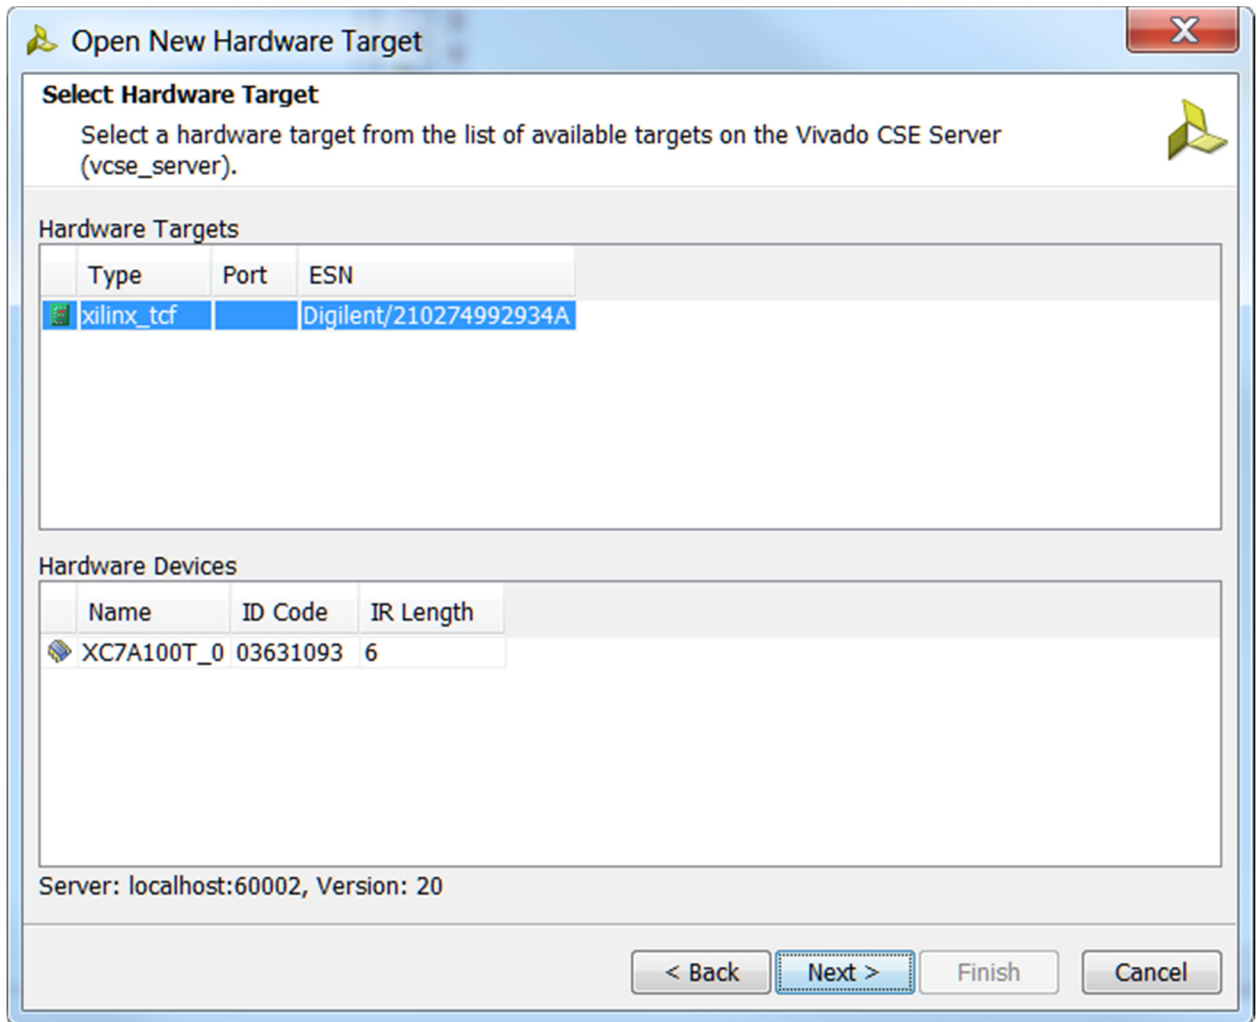 Open New Hardware Target
Select Hardware Target
Select a hardware target from the list of available targets on the Vivado CSE Server
(vcse_server).
Hardware Targets
Type Port ESN
xilinx_tcf Digilent/210274992934A
Hardware Devices
Name ID Code IR Length
XC7A100T_0 03631093 6
Server: localhost:60002, Version: 20
< Back Next > Finish Cancel